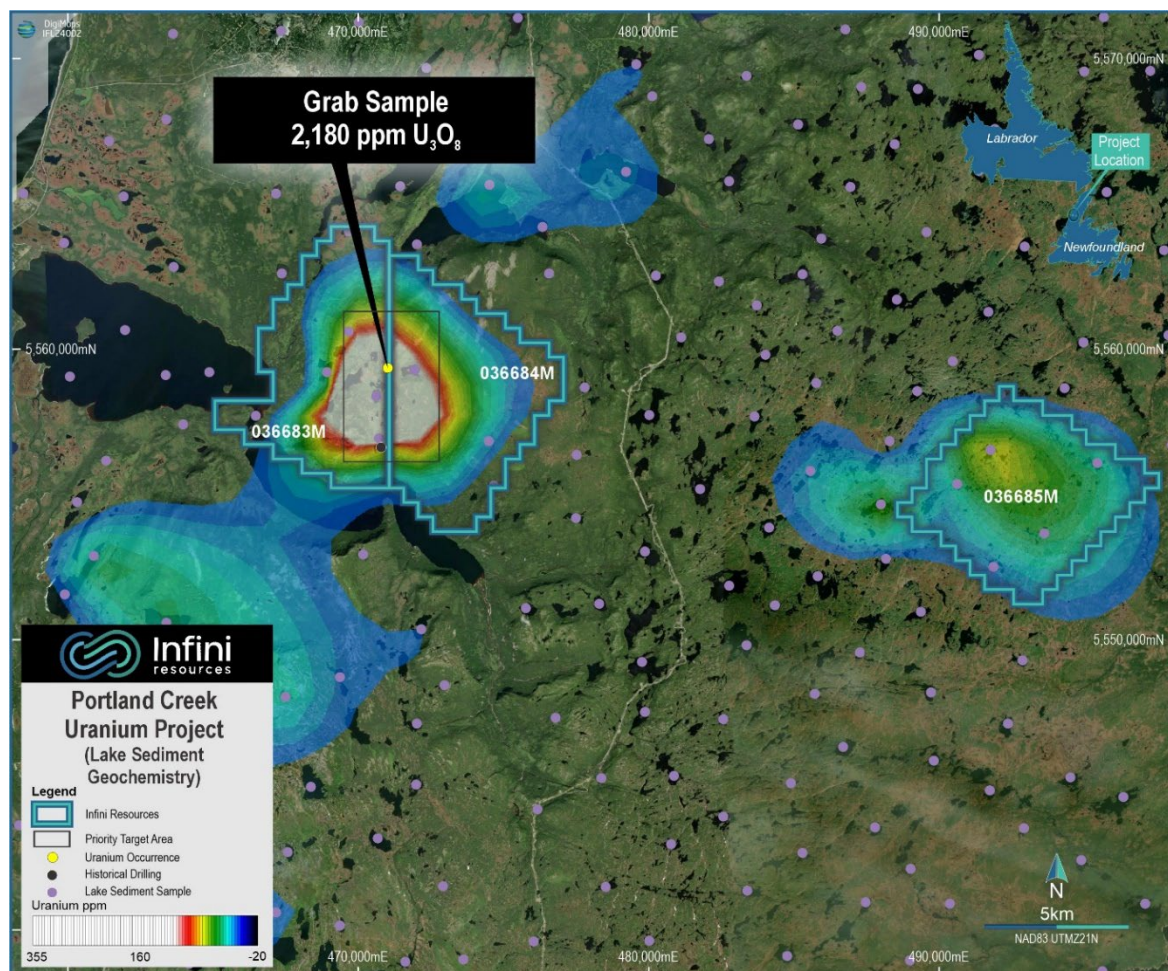 DigiMaps
IFL24002
470,000mE
480,000mE
490,000mE
5,570,000mN
Grab Sample
2,180 ppm U₃O₈
Labrador
Project
Location
Newfoundland
5,560,000mN
5,560,000mN
036684M
036683M
036685M
5,550,000mN
Infini
resources
Portland Creek
Uranium Project
(Lake Sediment
Geochemistry)
Legend
Infini Resources
Priority Target Area
Uranium Occurrence
Historical Drilling
Lake Sediment Sample
Uranium ppm
355 160 -20
N
5km
NAD83 UTMZ21N
470,000mE
480,000mE
490,000mE